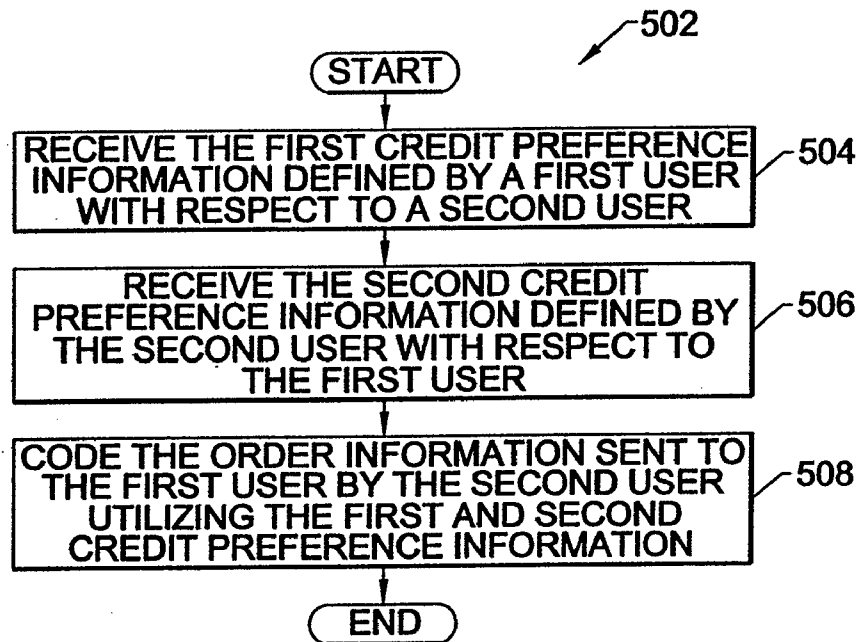 502
START
RECEIVE THE FIRST CREDIT PREFERENCE
INFORMATION DEFINED BY A FIRST USER
WITH RESPECT TO A SECOND USER
504
RECEIVE THE SECOND CREDIT
PREFERENCE INFORMATION DEFINED BY
THE SECOND USER WITH RESPECT TO
THE FIRST USER
506
CODE THE ORDER INFORMATION SENT TO
THE FIRST USER BY THE SECOND USER
UTILIZING THE FIRST AND SECOND
CREDIT PREFERENCE INFORMATION
508
END